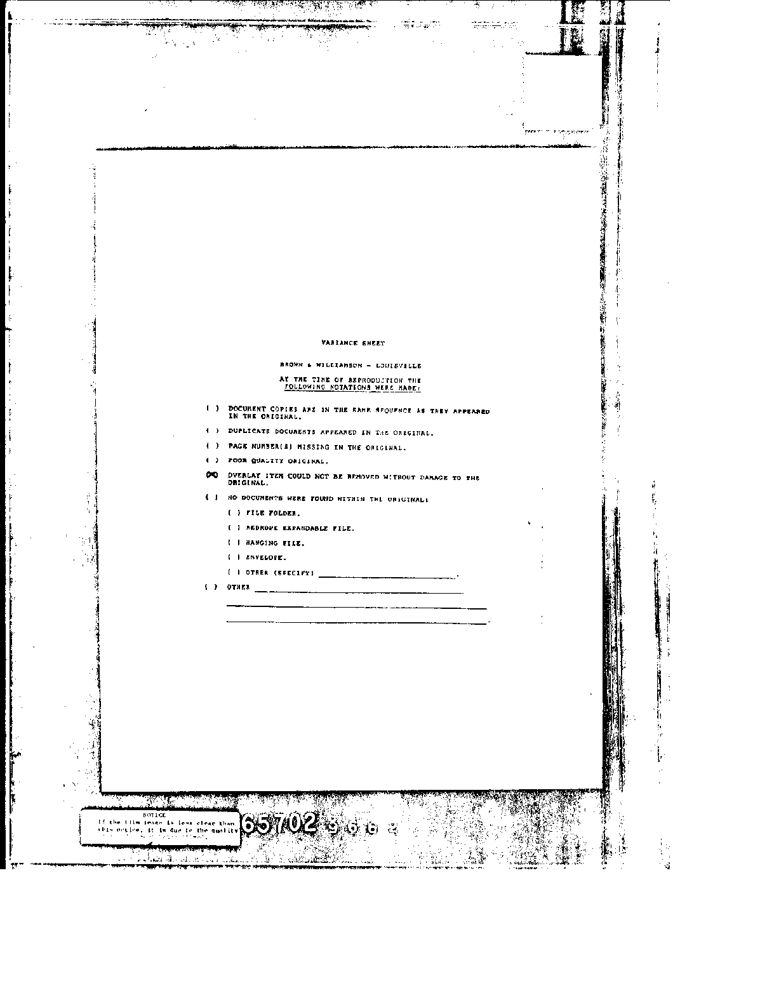 VARIANCE SHEET
BROWN & WILLIAMSON - LOUISVILLE
AT THE TIME OF REPRODUCTION THE
FOLLOWING NOTATIONS WERE MADE:
( ) DOCUMENT COPIES ARE IN THE SAME SEQUENCE AS THEY APPEARED
IN THE ORIGINAL.
( ) DUPLICATE DOCUMENTS APPEARED IN THE ORIGINAL.
( ) PAGE NUMBER(S) MISSING IN THE ORIGINAL.
( ) POOR QUALITY ORIGINAL.
(X) OVERLAY ITEM COULD NOT BE REMOVED WITHOUT DAMAGE TO THE
ORIGINAL.
( ) NO DOCUMENTS WERE FOUND WITHIN THE ORIGINAL:
( ) FILE FOLDER.
( ) REDROPE EXPANDABLE FILE.
( ) HANGING FILE.
( ) ENVELOPE.
( ) OTHER (SPECIFY)
( ) OTHER
NOTICE
If the film image is less clear than
this notice, it is due to the quality
65702 9662